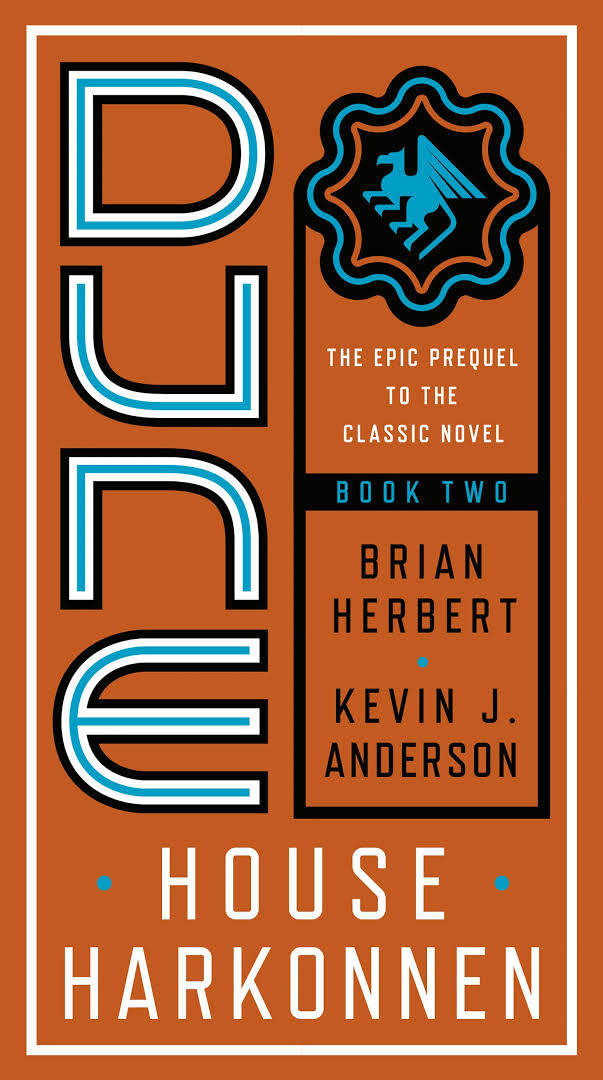 DUNE
THE EPIC PREQUEL
TO THE
CLASSIC NOVEL
BOOK TWO
BRIAN
HERBERT
•
KEVIN J.
ANDERSON
• HOUSE •
HARKONNEN